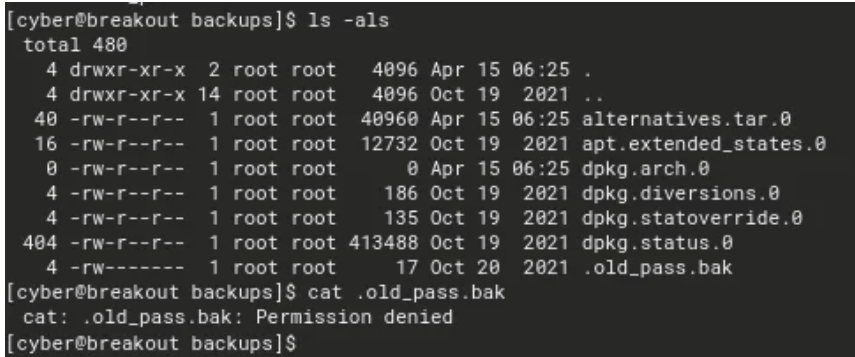 [cyber@breakout backups]$ ls -als
total 480
4 drwxr-xr-x 2 root root 4096 Apr 15 06:25 .
4 drwxr-xr-x 14 root root 4096 Oct 19 2021 ..
40 -rw-r--r-- 1 root root 40960 Apr 15 06:25 alternatives.tar.0
16 -rw-r--r-- 1 root root 12732 Oct 19 2021 apt.extended_states.0
0 -rw-r--r-- 1 root root 0 Apr 15 06:25 dpkg.arch.0
4 -rw-r--r-- 1 root root 186 Oct 19 2021 dpkg.diversions.0
4 -rw-r--r-- 1 root root 135 Oct 19 2021 dpkg.statoverride.0
404 -rw-r--r-- 1 root root 413488 Oct 19 2021 dpkg.status.0
4 -rw------- 1 root root 17 Oct 20 2021 .old_pass.bak
[cyber@breakout backups]$ cat .old_pass.bak
cat: .old_pass.bak: Permission denied
[cyber@breakout backups]$